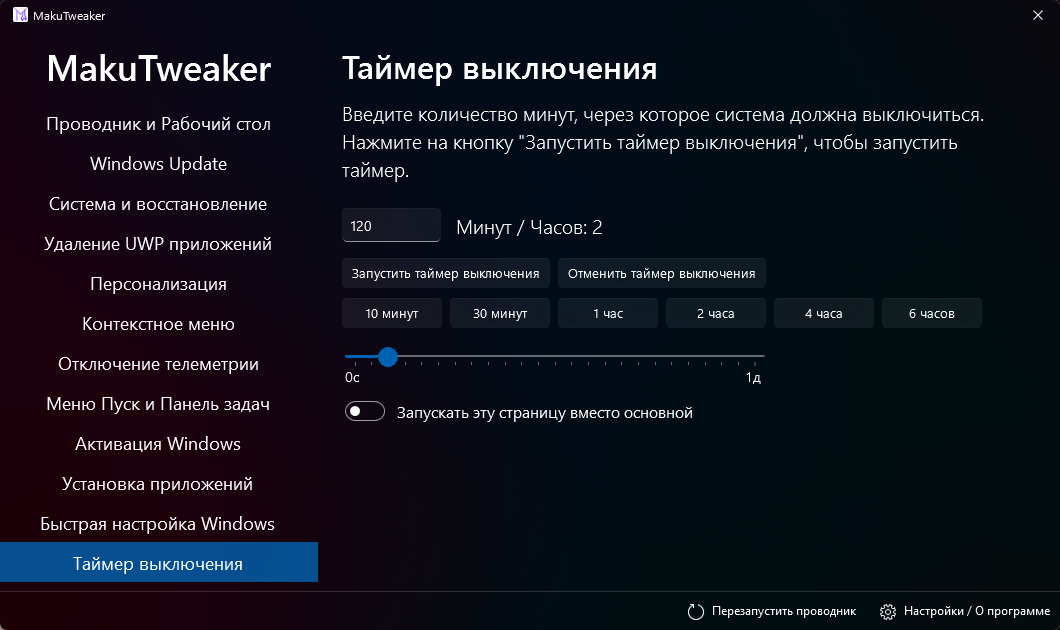 MakuTweaker
MakuTweaker
Проводник и Рабочий стол
Windows Update
Система и восстановление
Удаление UWP приложений
Персонализация
Контекстное меню
Отключение телеметрии
Меню Пуск и Панель задач
Активация Windows
Установка приложений
Быстрая настройка Windows
Таймер выключения
Таймер выключения
Введите количество минут, через которое система должна выключиться.
Нажмите на кнопку "Запустить таймер выключения", чтобы запустить
таймер.
120 Минут / Часов: 2
Запустить таймер выключения Отменить таймер выключения
10 минут 30 минут 1 час 2 часа 4 часа 6 часов
0с 1д
Запускать эту страницу вместо основной
Перезапустить проводник Настройки / О программе